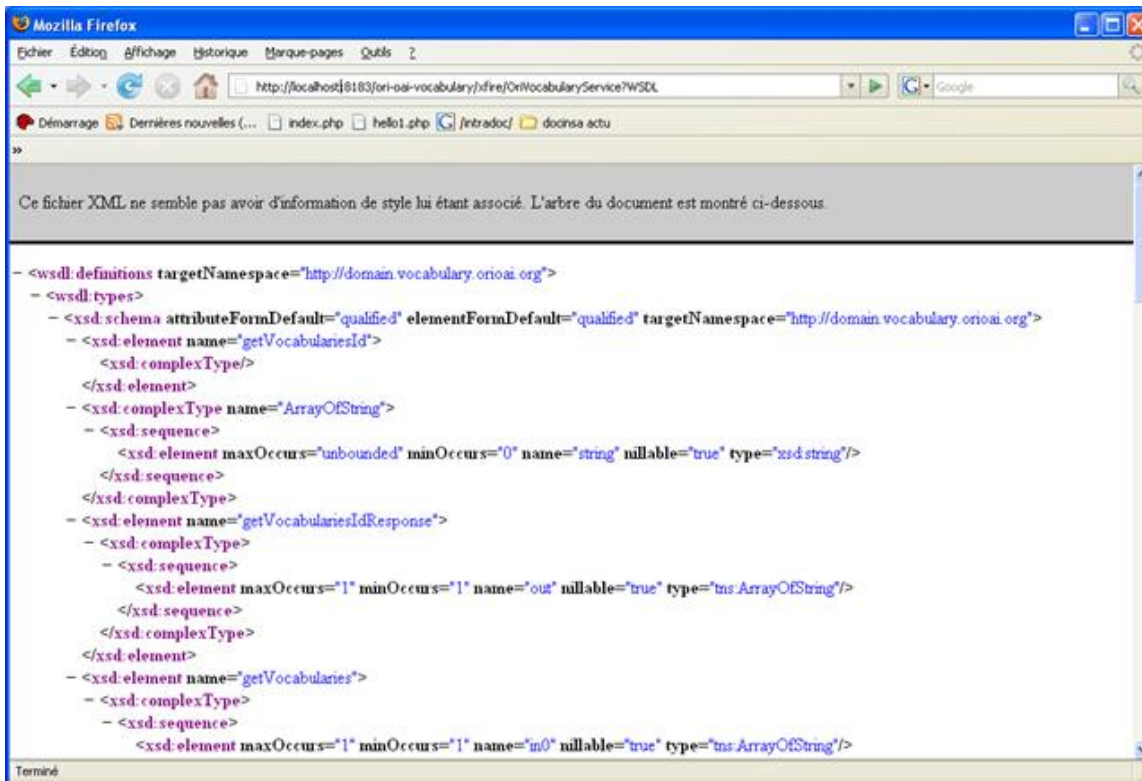 Mozilla Firefox
Fichier Édition Affichage Historique Marque-pages Outils ?
http://localhost:8183/ori-oai-vocabulary/xfire/OriVocabularyService?WSDL Google
Démarrage Dernières nouvelles (... index.php hello1.php /intradoc/ docinsa actu
»
Ce fichier XML ne semble pas avoir d'information de style lui étant associé. L'arbre du document est montré ci-dessous.
− <wsdl:definitions targetNamespace="http://domain.vocabulary.orioai.org">
− <wsdl:types>
− <xsd:schema attributeFormDefault="qualified" elementFormDefault="qualified" targetNamespace="http://domain.vocabulary.orioai.org">
− <xsd:element name="getVocabulariesId">
<xsd:complexType/>
</xsd:element>
− <xsd:complexType name="ArrayOfString">
− <xsd:sequence>
<xsd:element maxOccurs="unbounded" minOccurs="0" name="string" nillable="true" type="xsd:string"/>
</xsd:sequence>
</xsd:complexType>
− <xsd:element name="getVocabulariesIdResponse">
− <xsd:complexType>
− <xsd:sequence>
<xsd:element maxOccurs="1" minOccurs="1" name="out" nillable="true" type="tns:ArrayOfString"/>
</xsd:sequence>
</xsd:complexType>
</xsd:element>
− <xsd:element name="getVocabularies">
− <xsd:complexType>
− <xsd:sequence>
<xsd:element maxOccurs="1" minOccurs="1" name="in0" nillable="true" type="tns:ArrayOfString"/>
Terminé